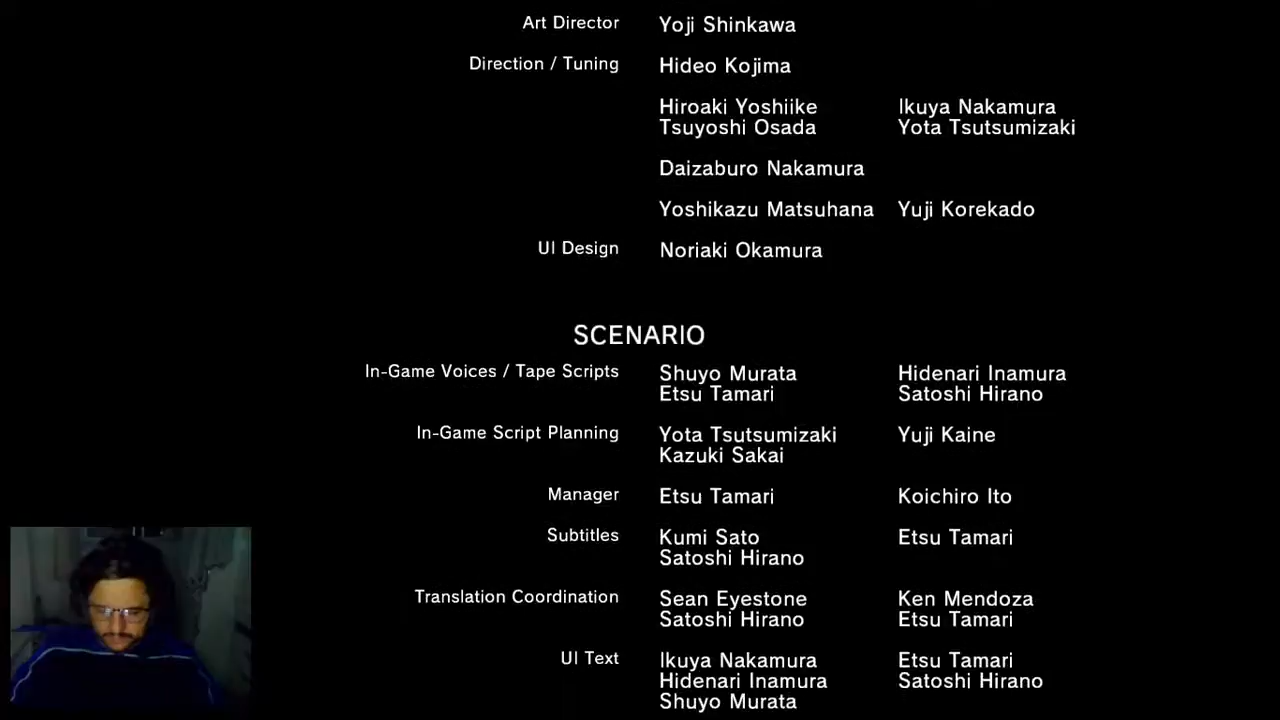 Art Director Yoji Shinkawa
Direction / Tuning Hideo Kojima
Hiroaki Yoshiike Ikuya Nakamura
Tsuyoshi Osada Yota Tsutsumizaki
Daizaburo Nakamura
Yoshikazu Matsuhana Yuji Korekado
UI Design Noriaki Okamura
SCENARIO
In-Game Voices / Tape Scripts Shuyo Murata Hidenari Inamura
Etsu Tamari Satoshi Hirano
In-Game Script Planning Yota Tsutsumizaki Yuji Kaine
Kazuki Sakai
Manager Etsu Tamari Koichiro Ito
Subtitles Kumi Sato Etsu Tamari
Satoshi Hirano
Translation Coordination Sean Eyestone Ken Mendoza
Satoshi Hirano Etsu Tamari
UI Text Ikuya Nakamura Etsu Tamari
Hidenari Inamura Satoshi Hirano
Shuyo Murata